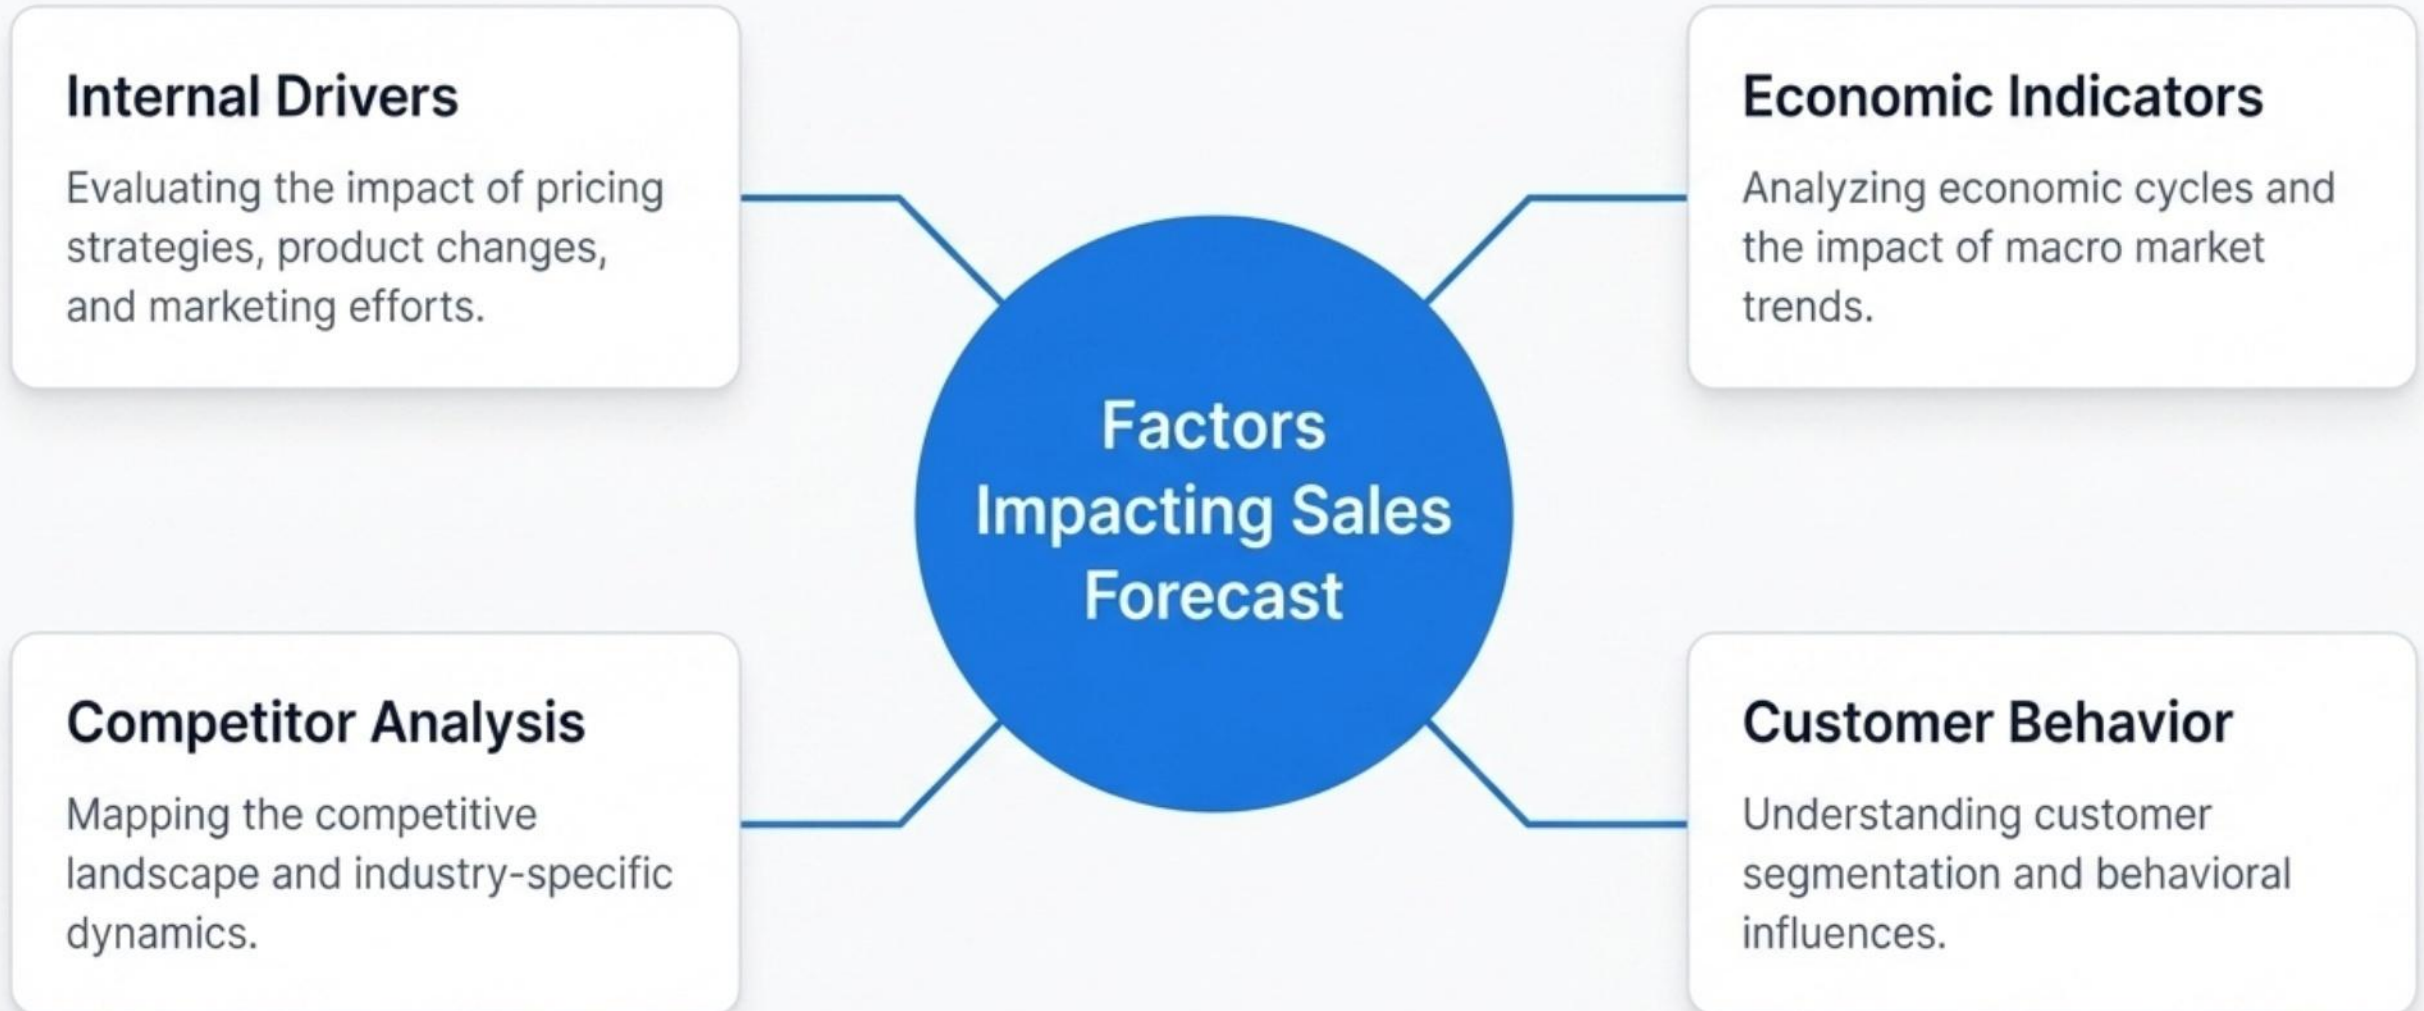 Internal Drivers
Evaluating the impact of pricing
strategies, product changes,
and marketing efforts.
Economic Indicators
Analyzing economic cycles and
the impact of macro market
trends.
Factors
Impacting Sales
Forecast
Competitor Analysis
Mapping the competitive
landscape and industry-specific
dynamics.
Customer Behavior
Understanding customer
segmentation and behavioral
influences.